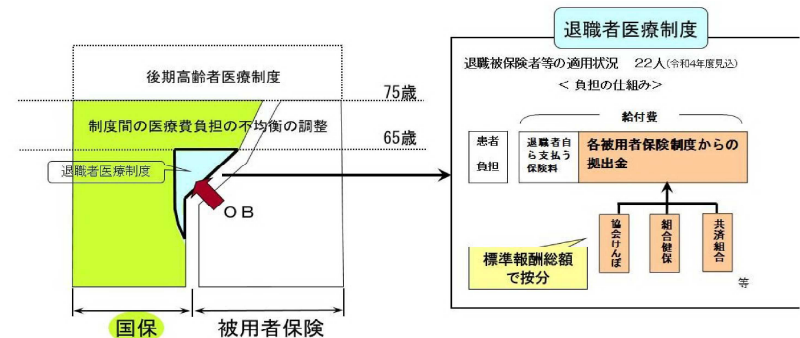 後期高齢者医療制度
75歳
制度間の医療費負担の不均衡の調整
65歳
退職者医療制度
OB
国保
被用者保険
退職者医療制度
退職被保険者等の適用状況 22人(令和4年度見込)
< 負担の仕組み>
給付費
患者
負担
退職者自
ら支払う
保険料
各被用者保険制度からの
拠出金
協会けんぽ
組合健保
共済組合
等
標準報酬総額
で按分